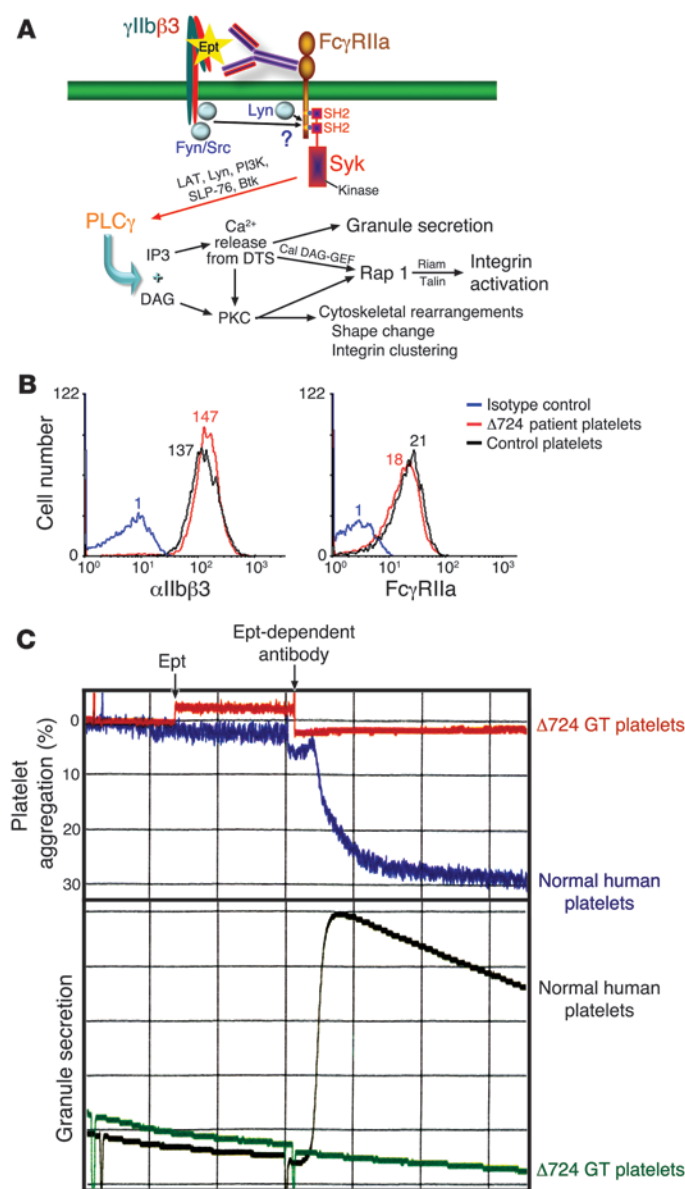 A
γIIbβ3
Ept
FcγRIIa
Lyn
SH2
SH2
?
Fyn/Src
Syk
Kinase
LAT, Lyn, PI3K,
SLP-76, Btk
PLCγ
IP3
+
DAG
Ca2+
release
from DTS
Granule secretion
Cal DAG-GEF
Rap 1
Riam
Talin
Integrin
activation
PKC
Cytoskeletal rearrangements
Shape change
Integrin clustering
B
122
147
137
1
0
10⁰ 10¹ 10² 10³
Cell number
αIIbβ3
122
21
18
1
0
10⁰ 10¹ 10² 10³
FcγRIIa
Isotype control
Δ724 patient platelets
Control platelets
C
Ept
Ept-dependent
antibody
0
10
20
30
Platelet
aggregation (%)
Δ724 GT platelets
Normal human
platelets
Granule secretion
Normal human
platelets
Δ724 GT platelets